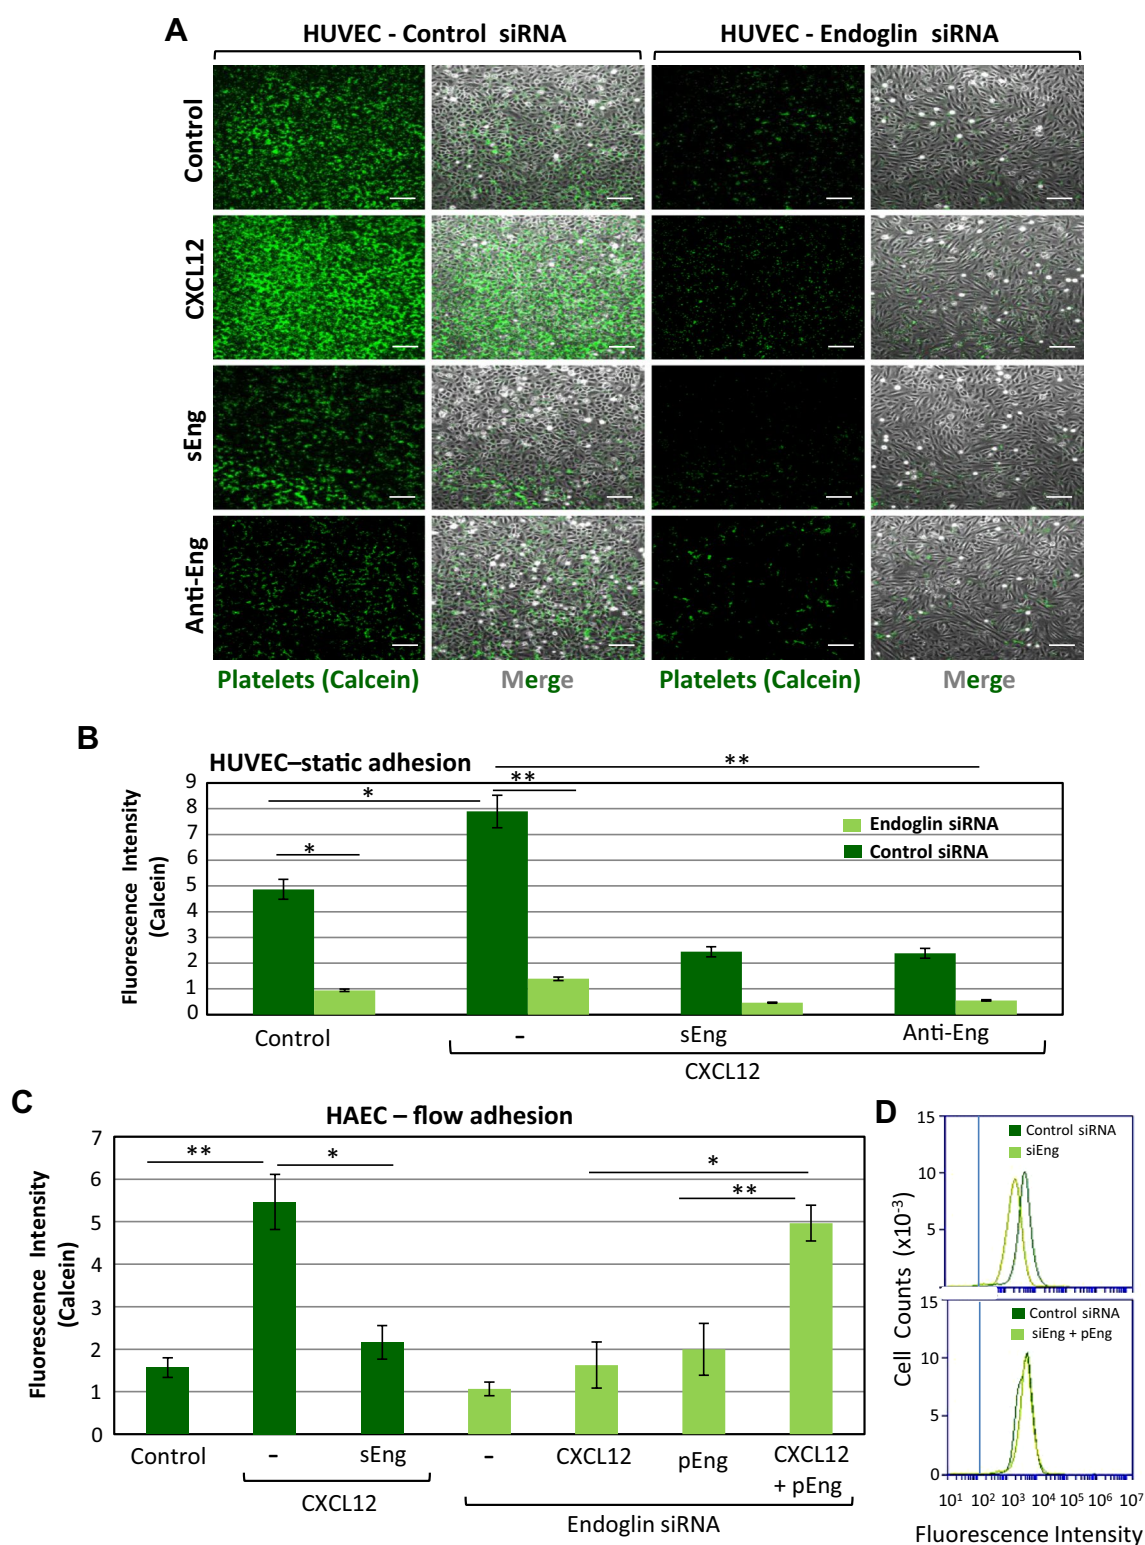 A
HUVEC - Control siRNA
HUVEC - Endoglin siRNA
Control
CXCL12
sEng
Anti-Eng
Platelets (Calcein)
Merge
Platelets (Calcein)
Merge
B
HUVEC–static adhesion
**
**
*
*
Fluorescence Intensity
(Calcein)
9
8
7
6
5
4
3
2
1
0
Endoglin siRNA
Control siRNA
Control
-
sEng
Anti-Eng
CXCL12
C
HAEC – flow adhesion
**
*
*
**
Fluorescence Intensity
(Calcein)
7
6
5
4
3
2
1
0
Control
-
sEng
-
CXCL12
pEng
CXCL12
+ pEng
CXCL12
Endoglin siRNA
D
Cell Counts (x10⁻³)
15
10
5
Control siRNA
siEng
15
10
5
0
Control siRNA
siEng + pEng
10¹ 10² 10³ 10⁴ 10⁵ 10⁶ 10⁷
Fluorescence Intensity